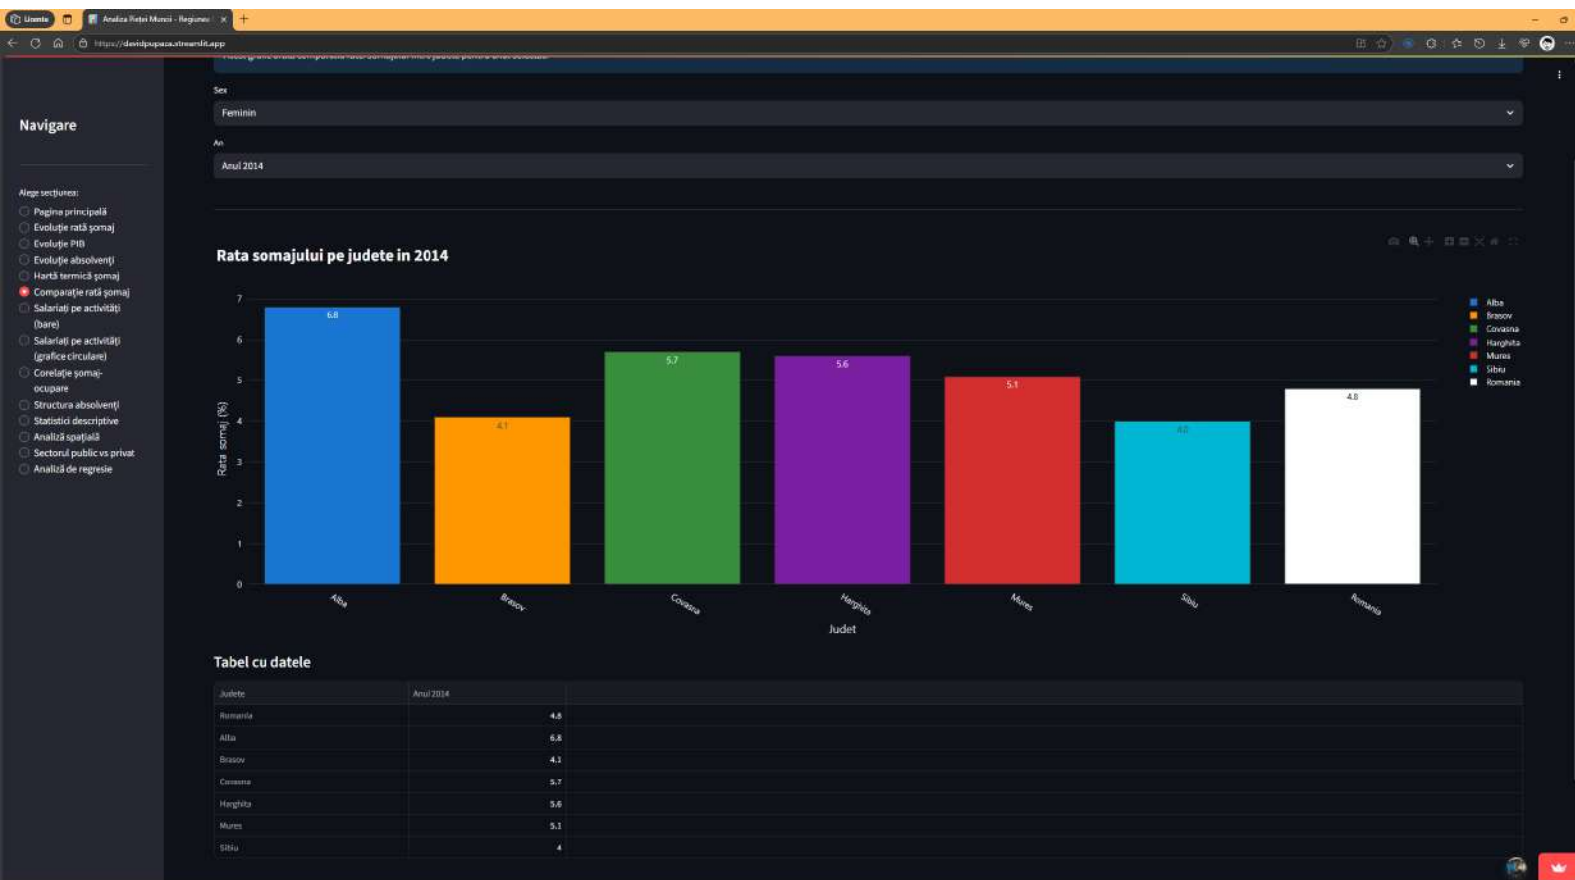 Licenta
Analiza Pietei Muncii - Regiunea
https://davidpupaza.streamlit.app
Sex
Feminin
An
Anul 2014
Navigare
Alege secțiunea:
Pagina principală
Evoluție rată șomaj
Evoluție PIB
Evoluție absolvenți
Hartă termică șomaj
Comparație rată șomaj
Salariați pe activități
(bare)
Salariați pe activități
(grafice circulare)
Corelație șomaj-
ocupare
Structura absolvenți
Statistici descriptive
Analiză spațială
Sectorul public vs privat
Analiză de regresie
Rata somajului pe judete in 2014
Rata somaj (%)
7
6
5
4
3
2
1
0
6.8
4.1
5.7
5.6
5.1
4.0
4.8
Alba
Brasov
Covasna
Harghita
Mures
Sibiu
Romania
Judet
Alba
Brasov
Covasna
Harghita
Mures
Sibiu
Romania
Tabel cu datele
Judete Anul 2014
Romania 4.8
Alba 6.8
Brasov 4.1
Covasna 5.7
Harghita 5.6
Mures 5.1
Sibiu 4